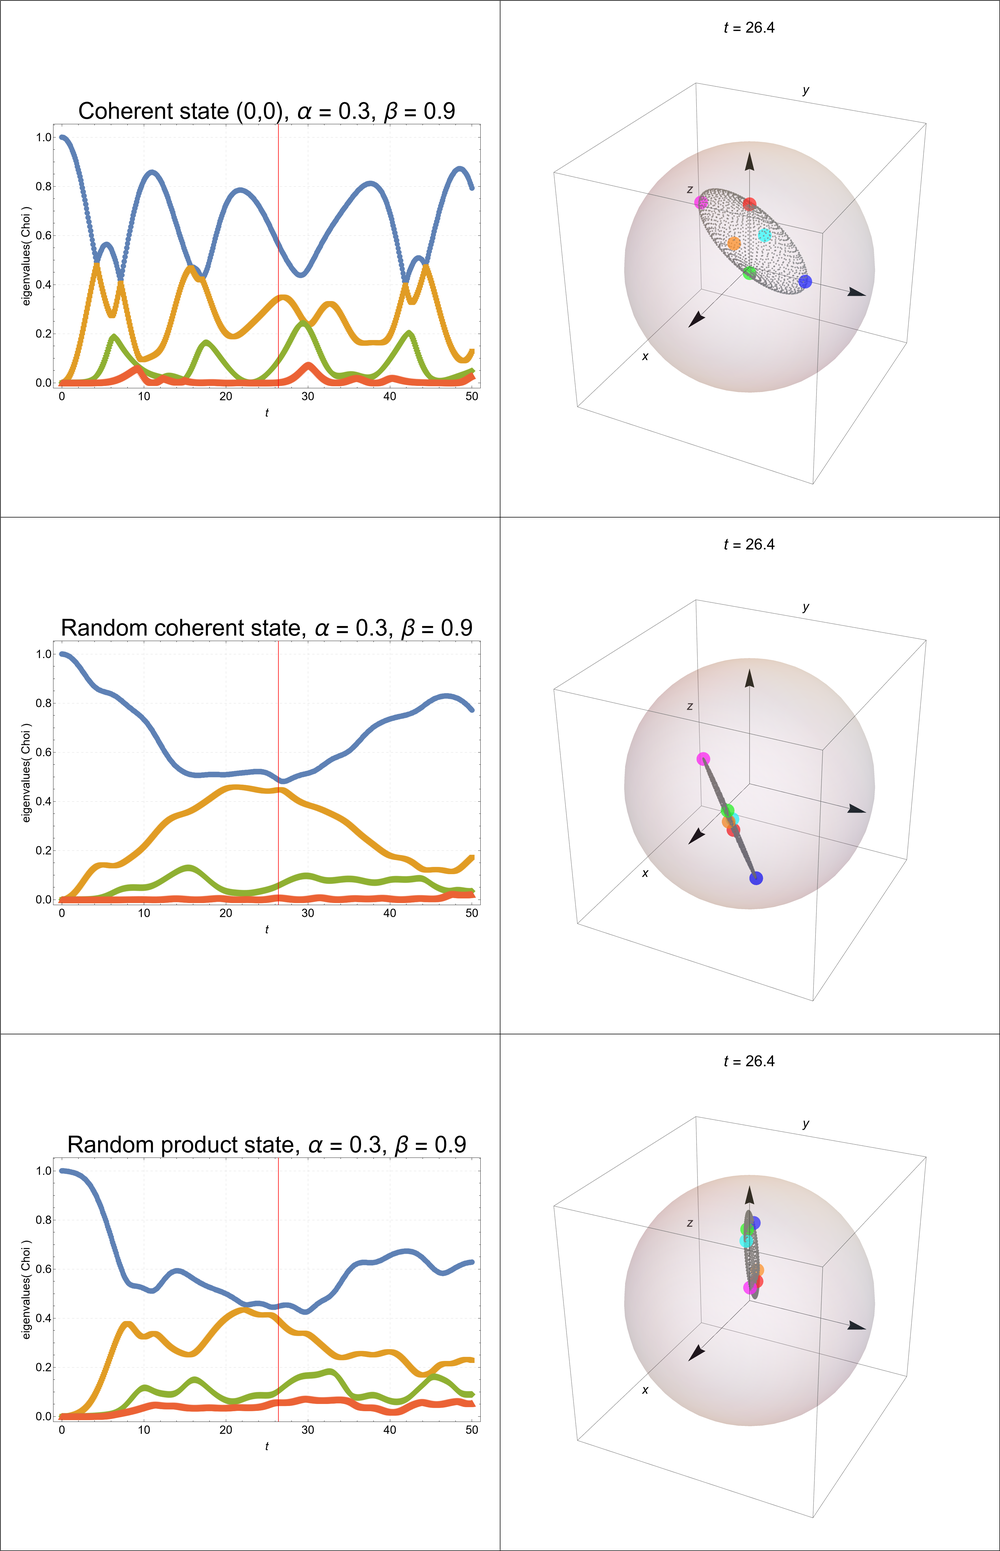 t = 26.4
Coherent state (0,0), α = 0.3, β = 0.9
eigenvalues( Choi )
1.0
0.8
0.6
0.4
0.2
0.0
0 10 20 30 40 50
t
y
z
x
t = 26.4
Random coherent state, α = 0.3, β = 0.9
eigenvalues( Choi )
1.0
0.8
0.6
0.4
0.2
0.0
0 10 20 30 40 50
t
y
z
x
t = 26.4
Random product state, α = 0.3, β = 0.9
eigenvalues( Choi )
1.0
0.8
0.6
0.4
0.2
0.0
0 10 20 30 40 50
t
y
z
x